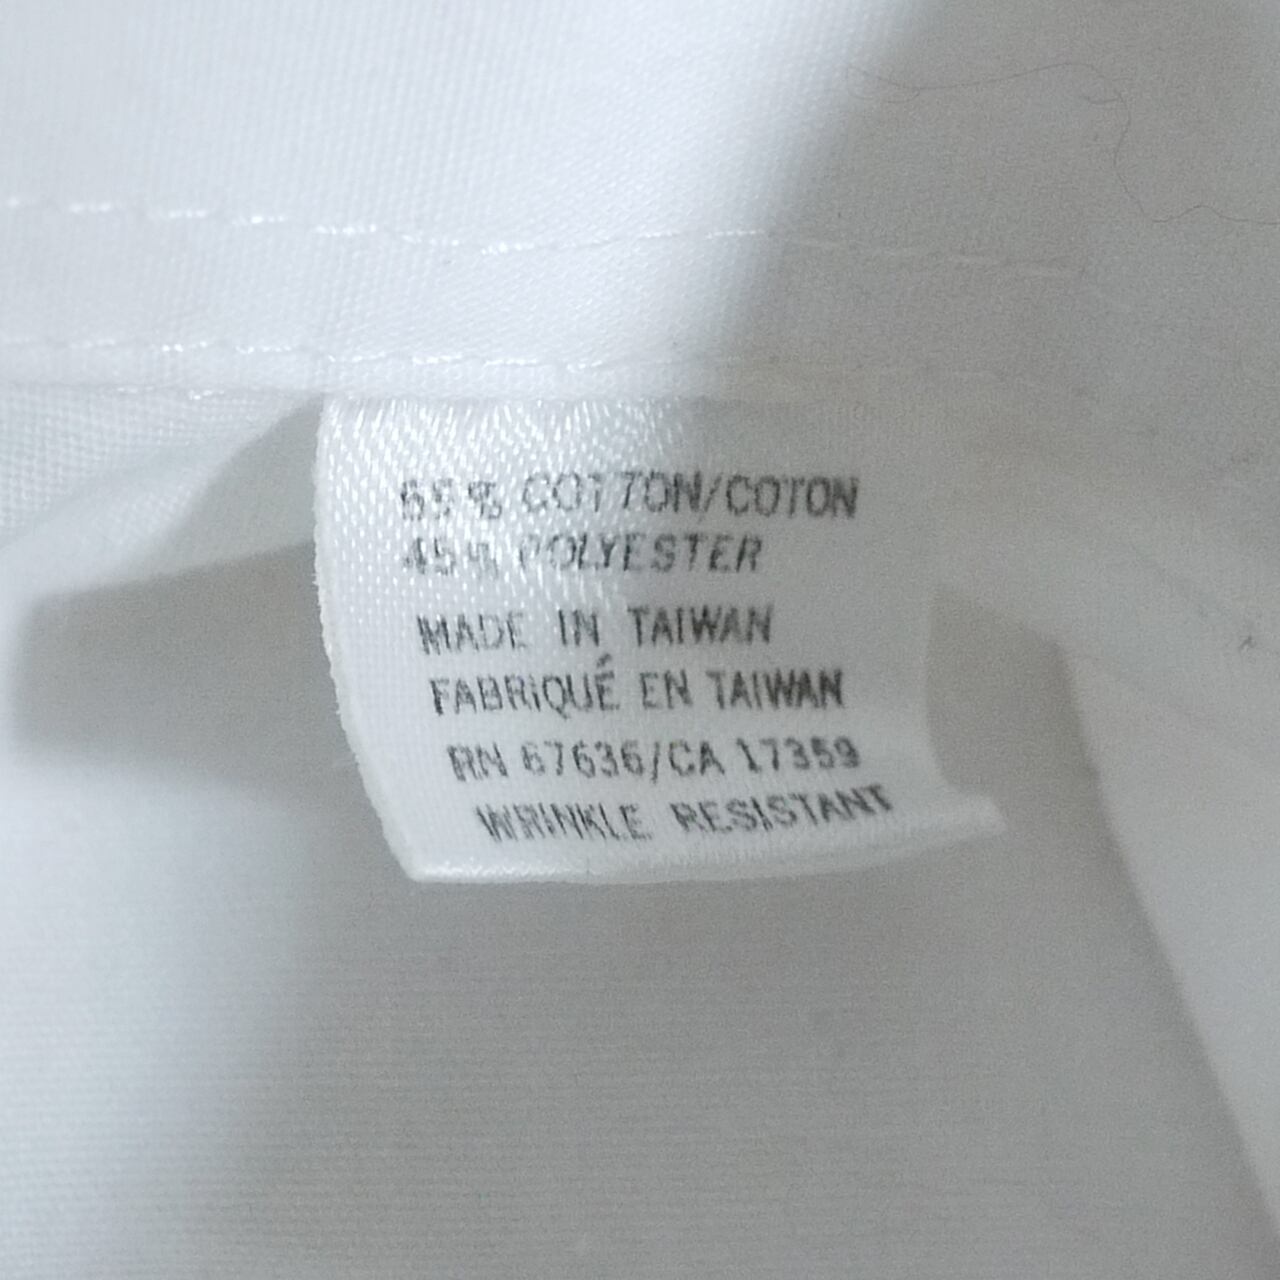 55% COTTON/COTON
45% POLYESTER
MADE IN TAIWAN
FABRIQUÉ EN TAIWAN
RN 67636/CA 17359
WRINKLE RESISTANT